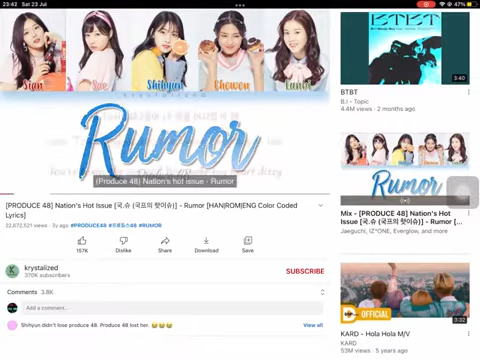 23:42 Sat 23 Jul
47%
Sian Sue Shihyun Chowon Lunar
krystalized
Rumor
(Produce 48) Nation's hot issue - Rumor
[PRODUCE 48] Nation's Hot Issue [국.슈 (국프의 핫이슈)] - Rumor [HAN|ROM|ENG Color Coded
Lyrics]
22,672,521 views · 3y ago #PRODUCE48 #프로듀스48 #RUMOR
157K Dislike Share Download Save
K
krystalized
370K subscribers
SUBSCRIBE
Comments 3.8K
Add a comment...
Shihyun didn't lose produce 48. Produce 48 lost her. 😭😭😭
View all
BTBT
3:40
BTBT
B.I - Topic
4.4M views · 2 months ago
Rumor
Mix - [PRODUCE 48] Nation's Hot
Issue [국.슈 (국프의 핫이슈)] - Rumor [...
Jaeguchi, IZ*ONE, Everglow, and more
OFFICIAL
3:32
KARD - Hola Hola M/V
KARD
53M views · 5 years ago